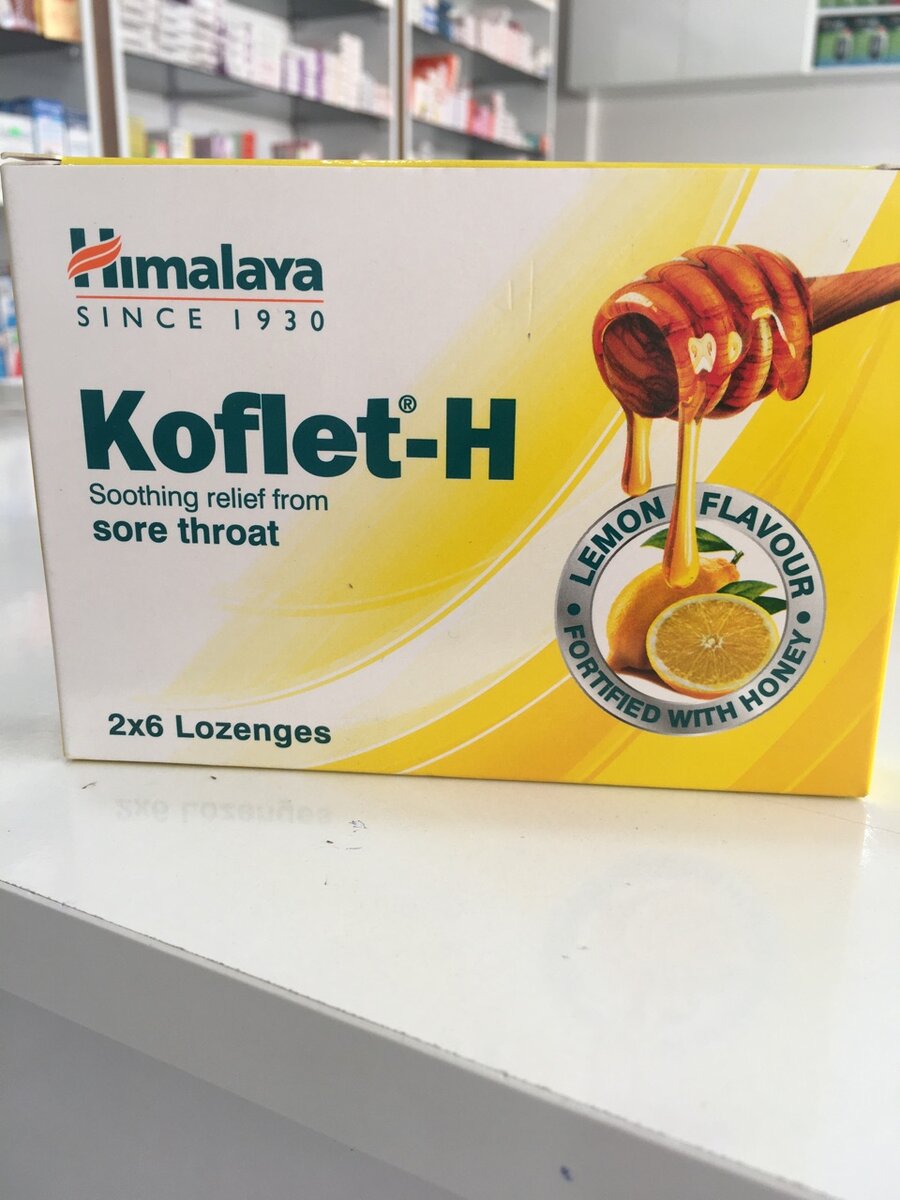 Himalaya
SINCE 1930
Koflet®-H
Soothing relief from
sore throat
LEMON FLAVOUR
• FORTIFIED WITH HONEY •
2x6 Lozenges